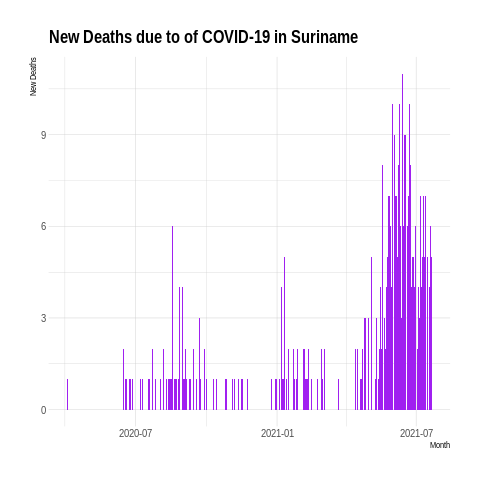 New Deaths due to of COVID-19 in Suriname
New Deaths
9
6
3
0
2020-07
2021-01
2021-07
Month